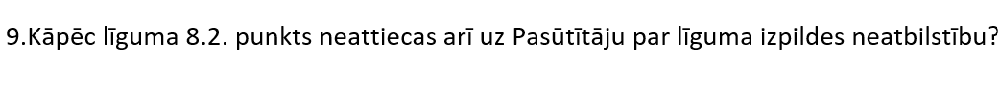 9.Kāpēc līguma 8.2. punkts neattiecas arī uz Pasūtītāju par līguma izpildes neatbilstību?